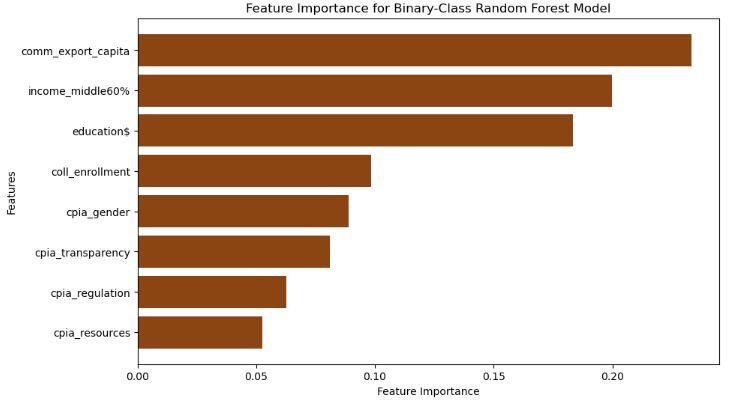 Feature Importance for Binary-Class Random Forest Model
comm_export_capita
income_middle60%
education$
coll_enrollment
cpia_gender
cpia_transparency
cpia_regulation
cpia_resources
Features
0.00 0.05 0.10 0.15 0.20
Feature Importance